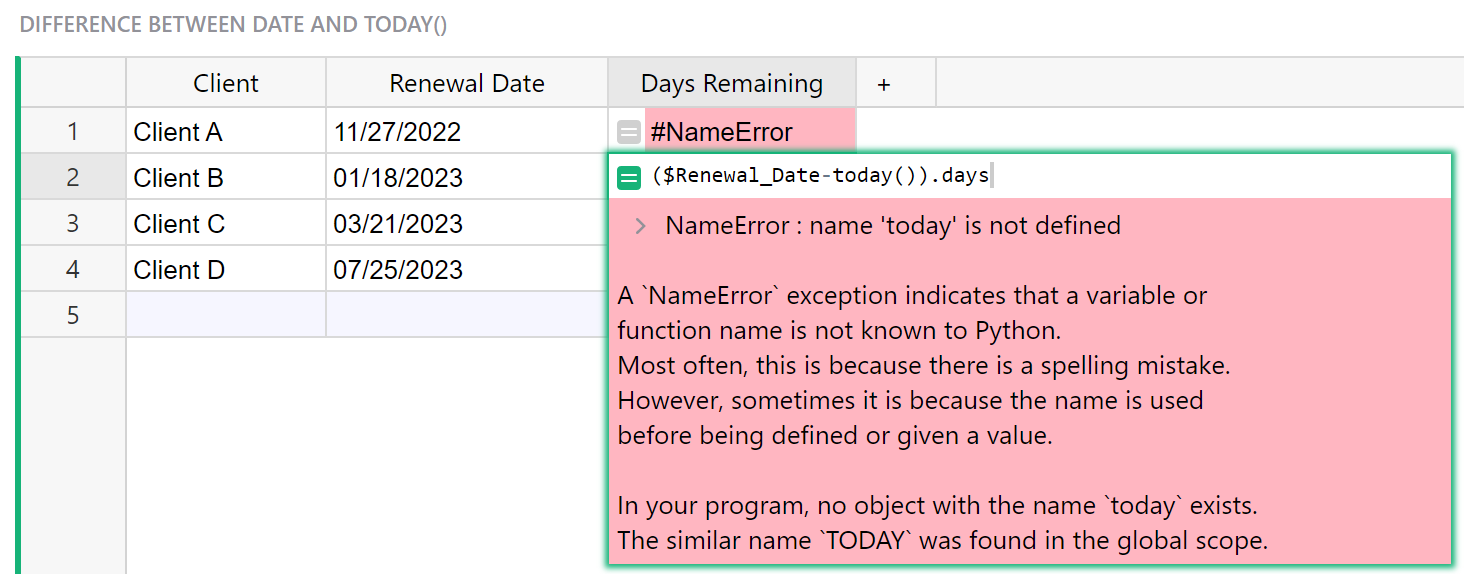 DIFFERENCE BETWEEN DATE AND TODAY()
Client Renewal Date Days Remaining +
1 Client A 11/27/2022 #NameError
2 Client B 01/18/2023 ($Renewal_Date-today()).days
3 Client C 03/21/2023
4 Client D 07/25/2023
5
NameError : name 'today' is not defined
A `NameError` exception indicates that a variable or
function name is not known to Python.
Most often, this is because there is a spelling mistake.
However, sometimes it is because the name is used
before being defined or given a value.
In your program, no object with the name `today` exists.
The similar name `TODAY` was found in the global scope.